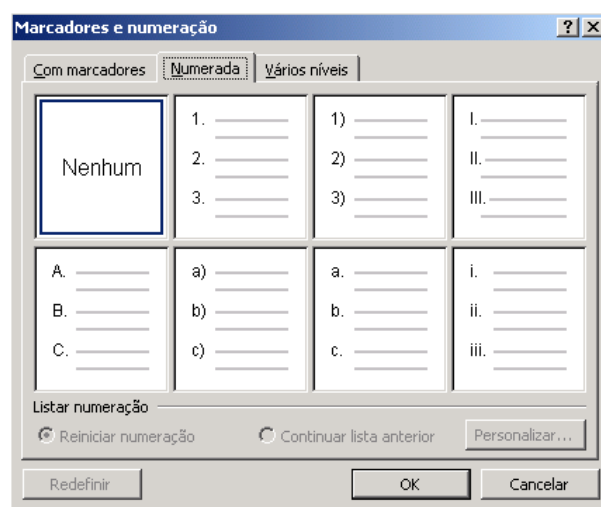 Marcadores e numeração ? X
Com marcadores Numerada Vários níveis
Nenhum
1.
2.
3.
1)
2)
3)
I.
II.
III.
A.
B.
C.
a)
b)
c)
a.
b.
c.
i.
ii.
iii.
Listar numeração
Reiniciar numeração Continuar lista anterior Personalizar...
Redefinir OK Cancelar